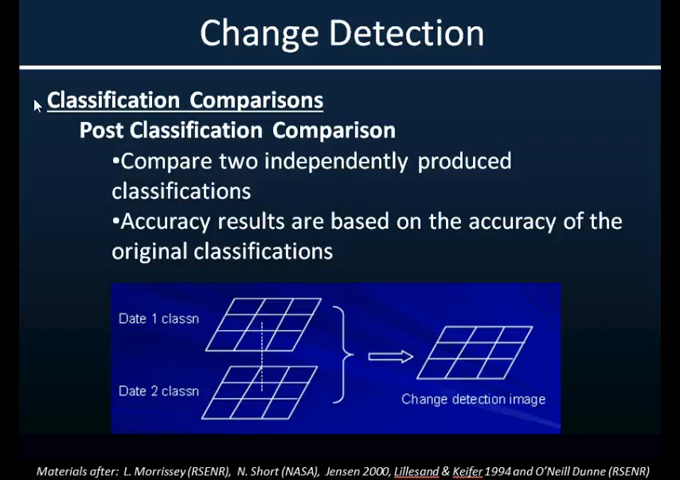 Change Detection
Classification Comparisons
Post Classification Comparison
•Compare two independently produced
classifications
•Accuracy results are based on the accuracy of the
original classifications
Date 1 classn
Date 2 classn
Change detection image
Materials after: L. Morrissey (RSENR), N. Short (NASA), Jensen 2000, Lillesand & Keifer 1994 and O'Neill Dunne (RSENR)